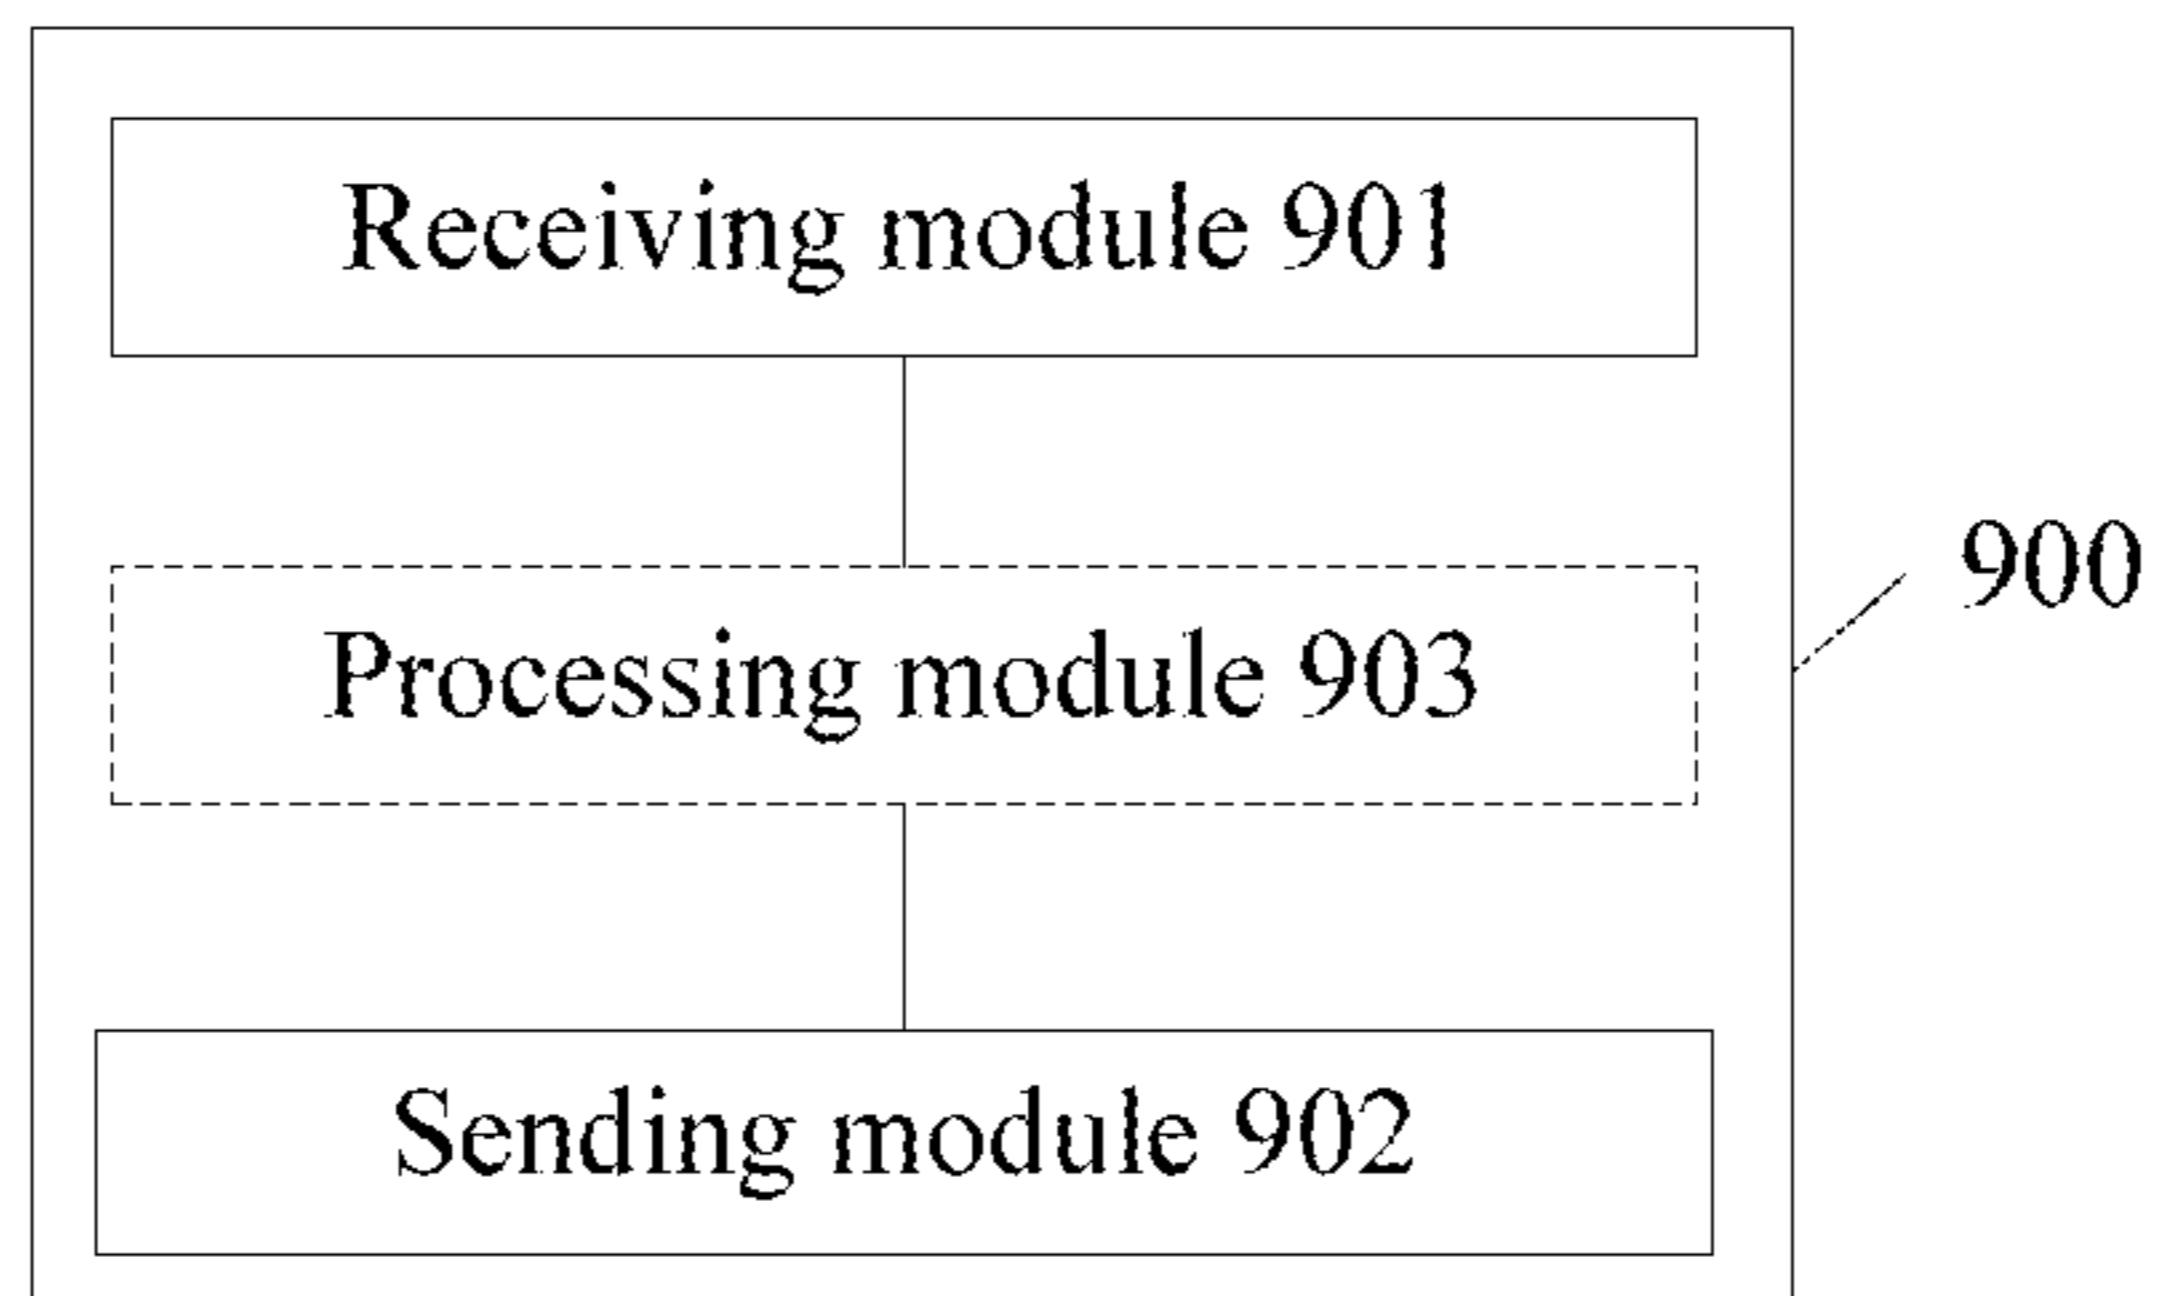 Receiving module 901
900
Processing module 903
Sending module 902